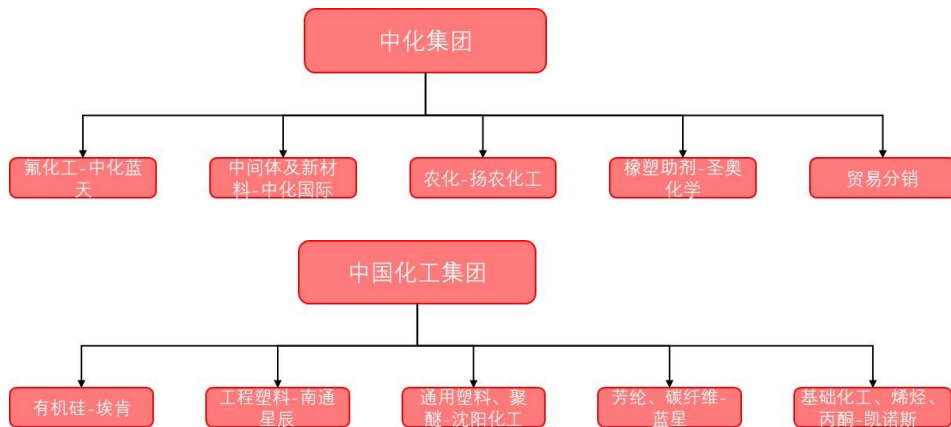 中化集团
氟化工-中化蓝
天
中间体及新材
料-中化国际
农化-扬农化工
橡塑助剂-圣奥
化学
贸易分销
中国化工集团
有机硅-埃肯
工程塑料-南通
星辰
通用塑料、聚
醚-沈阳化工
芳纶、碳纤维-
蓝星
基础化工、烯烃、
丙酮-凯诺斯